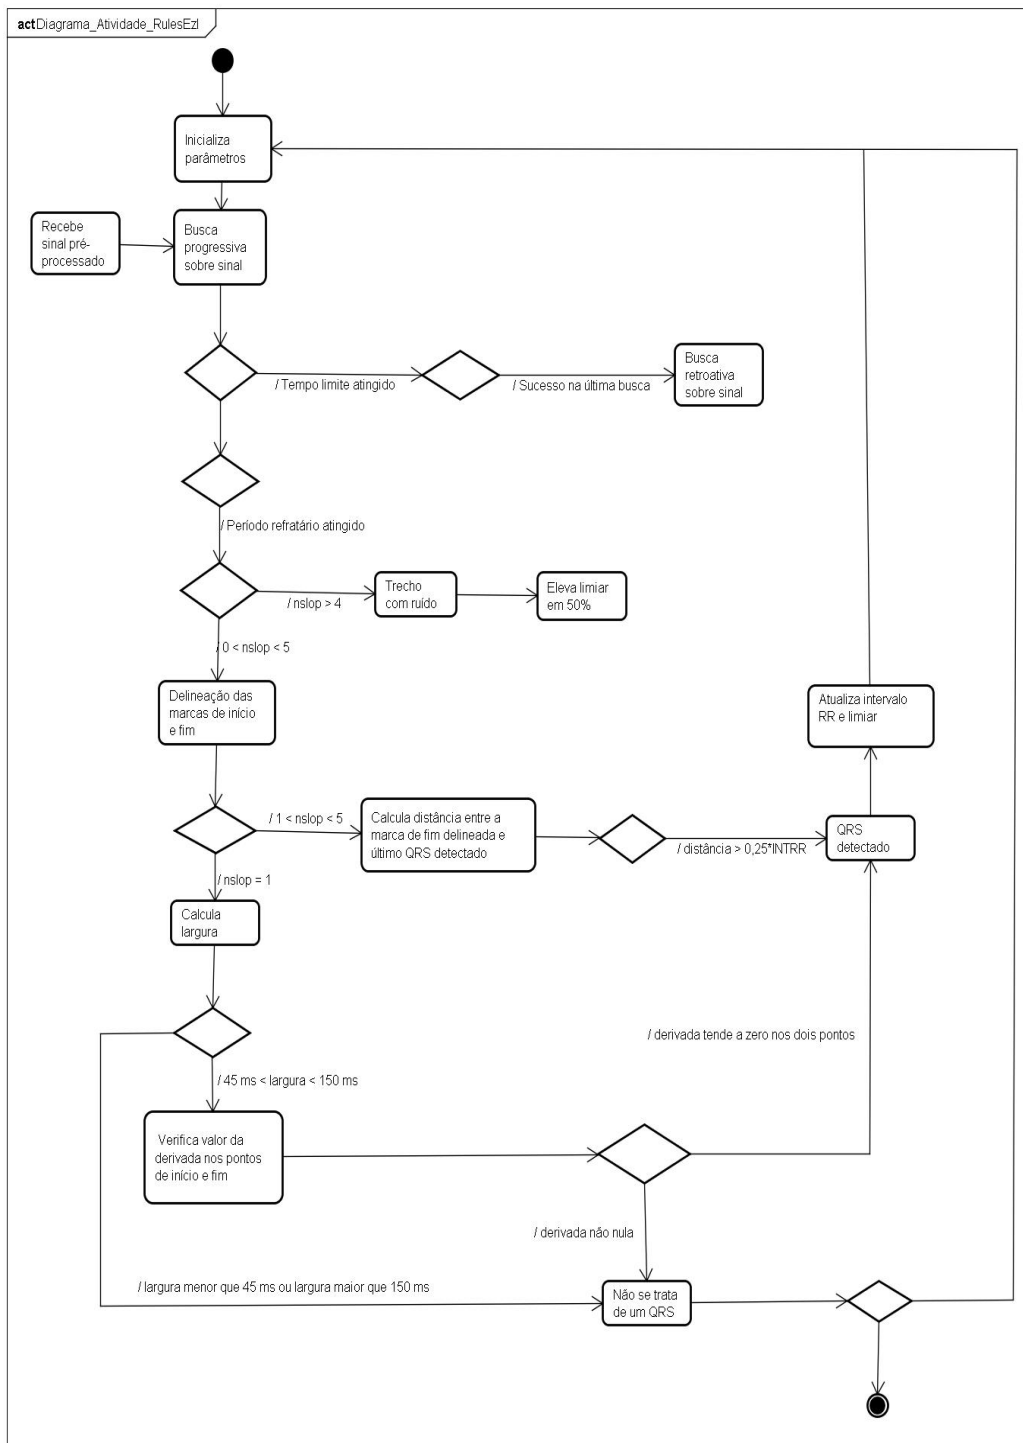 actDiagrama_Atividade_RulesEzl
Inicializa
parâmetros
Recebe
sinal pré-
processado
Busca
progressiva
sobre sinal
/ Tempo limite atingido
/ Sucesso na última busca
Busca
retroativa
sobre sinal
/ Período refratário atingido
/ nslop > 4
Trecho
com ruído
Eleva limiar
em 50%
/ 0 < nslop < 5
Delineação das
marcas de início
e fim
Atualiza intervalo
RR e limiar
/ 1 < nslop < 5
Calcula distância entre a
marca de fim delineada e
último QRS detectado
/ distância > 0,25*INTRR
QRS
detectado
/ nslop = 1
Calcula
largura
/ derivada tende a zero nos dois pontos
/ 45 ms < largura < 150 ms
Verifica valor da
derivada nos pontos
de início e fim
/ derivada não nula
/ largura menor que 45 ms ou largura maior que 150 ms
Não se trata
de um QRS